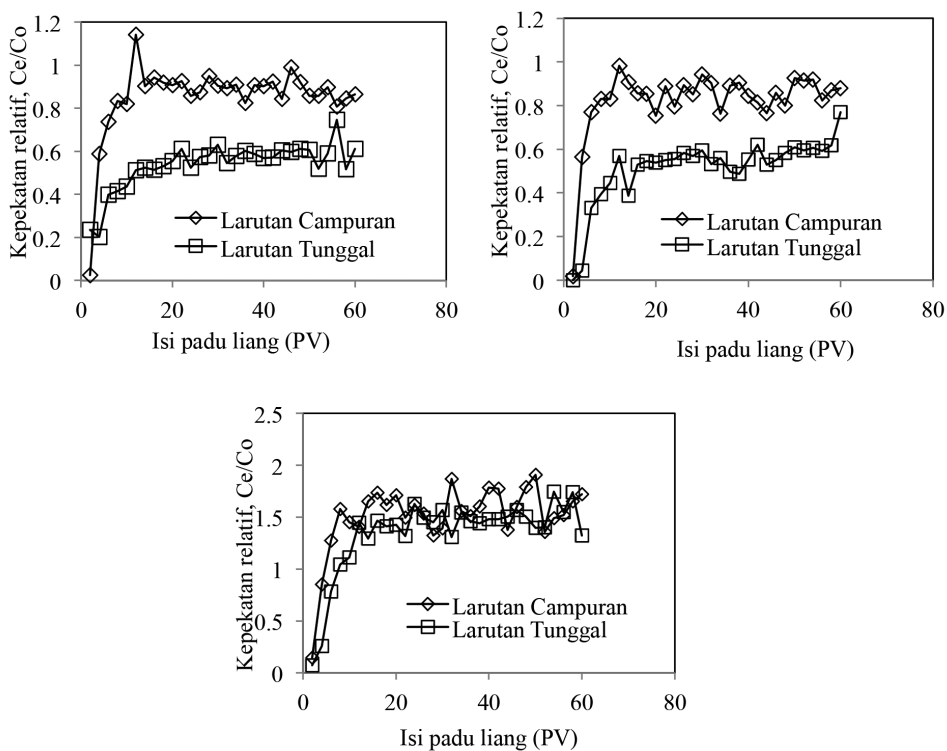 Kepekatan relatif, Ce/Co
1.2
1
0.8
0.6
0.4
0.2
0
Larutan Campuran
Larutan Tunggal
0 20 40 60 80
Isi padu liang (PV)
Kepekatan relatif, Ce/Co
1.2
1
0.8
0.6
0.4
0.2
0
Larutan Campuran
Larutan Tunggal
0 20 40 60 80
Isi padu liang (PV)
Kepekatan relatif, Ce/Co
2.5
2
1.5
1
0.5
0
Larutan Campuran
Larutan Tunggal
0 20 40 60 80
Isi padu liang (PV)